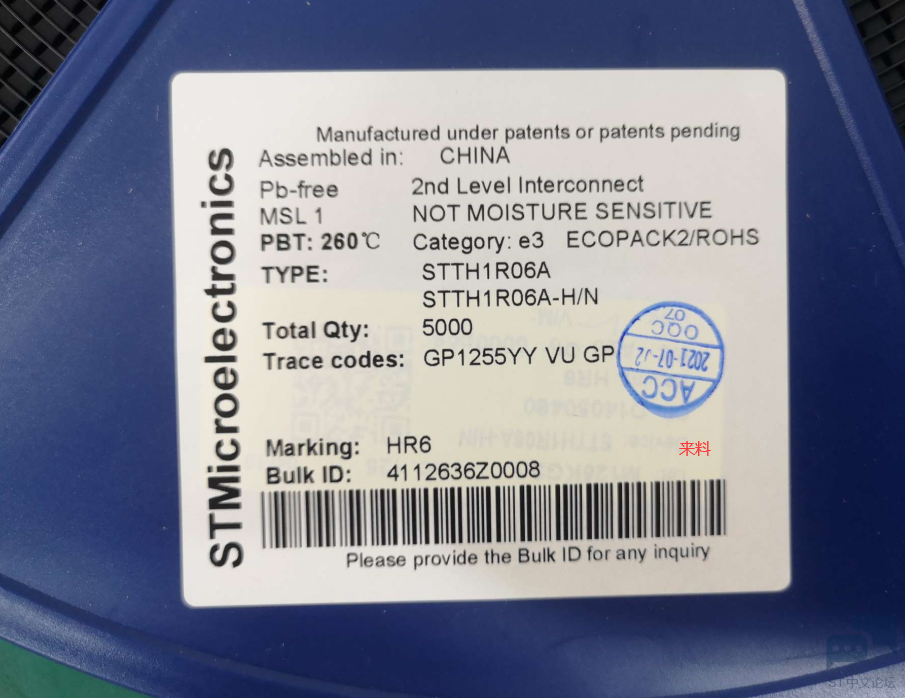 STMicroelectronics
Manufactured under patents or patents pending
Assembled in: CHINA
Pb-free 2nd Level Interconnect
MSL 1 NOT MOISTURE SENSITIVE
PBT: 260℃ Category: e3 ECOPACK2/ROHS
TYPE: STTH1R06A
STTH1R06A-H/N
Total Qty: 5000
Trace codes: GP1255YY VU GP
ACC
2021-07-12
OQC
07
Marking: HR6
来料
Bulk ID: 4112636Z0008
Please provide the Bulk ID for any inquiry
ST中文论坛